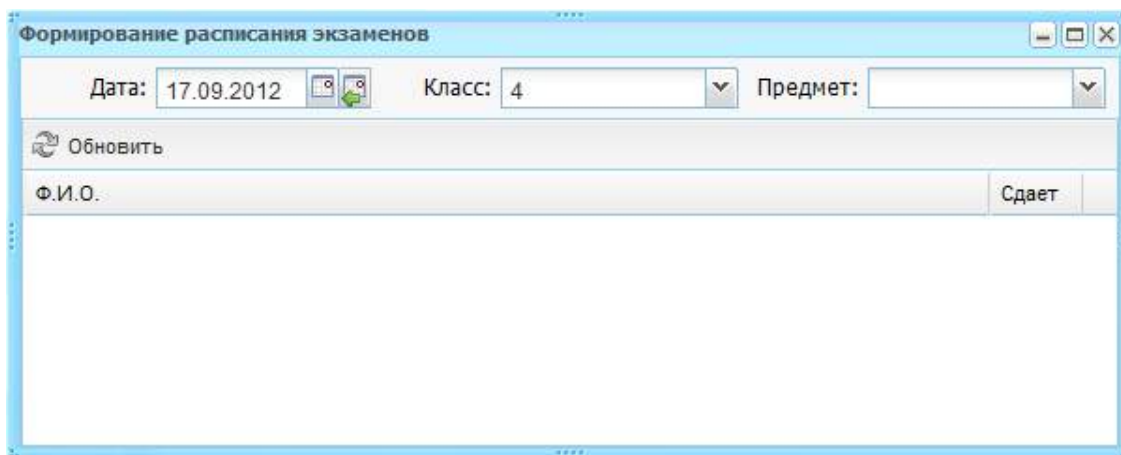 Формирование расписания экзаменов
Дата: 17.09.2012 Класс: 4 Предмет:
Обновить
Ф.И.О. Сдает